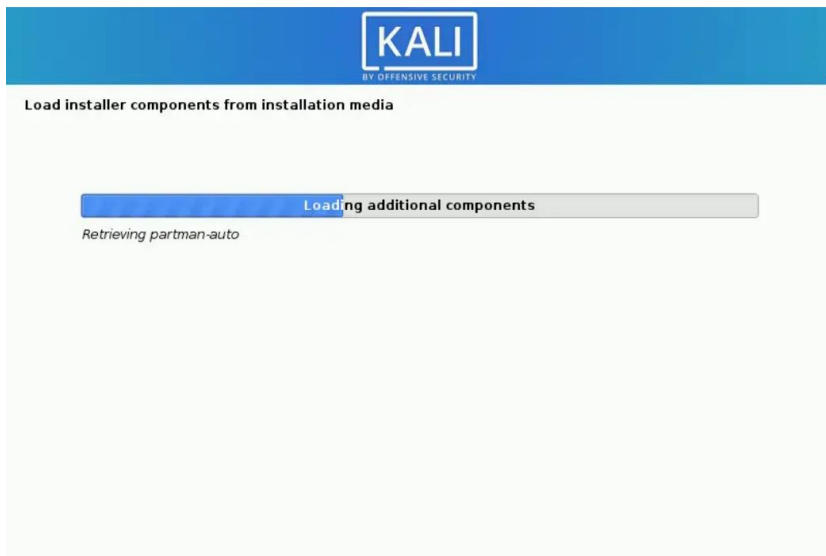 KALI
BY OFFENSIVE SECURITY
Load installer components from installation media
Loading additional components
Retrieving partman-auto